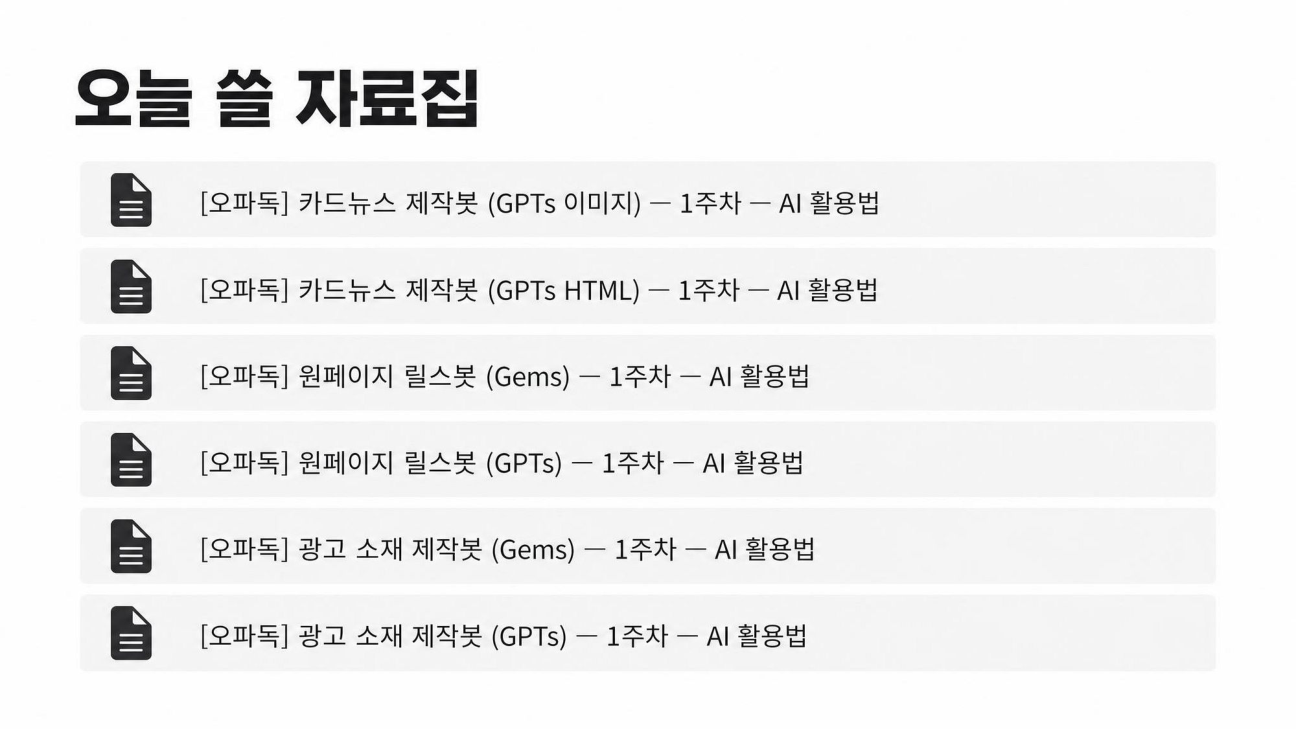 오늘 쓸 자료집
[오파독] 카드뉴스 제작봇 (GPTs 이미지) — 1주차 — AI 활용법
[오파독] 카드뉴스 제작봇 (GPTs HTML) — 1주차 — AI 활용법
[오파독] 원페이지 릴스봇 (Gems) — 1주차 — AI 활용법
[오파독] 원페이지 릴스봇 (GPTs) — 1주차 — AI 활용법
[오파독] 광고 소재 제작봇 (Gems) — 1주차 — AI 활용법
[오파독] 광고 소재 제작봇 (GPTs) — 1주차 — AI 활용법